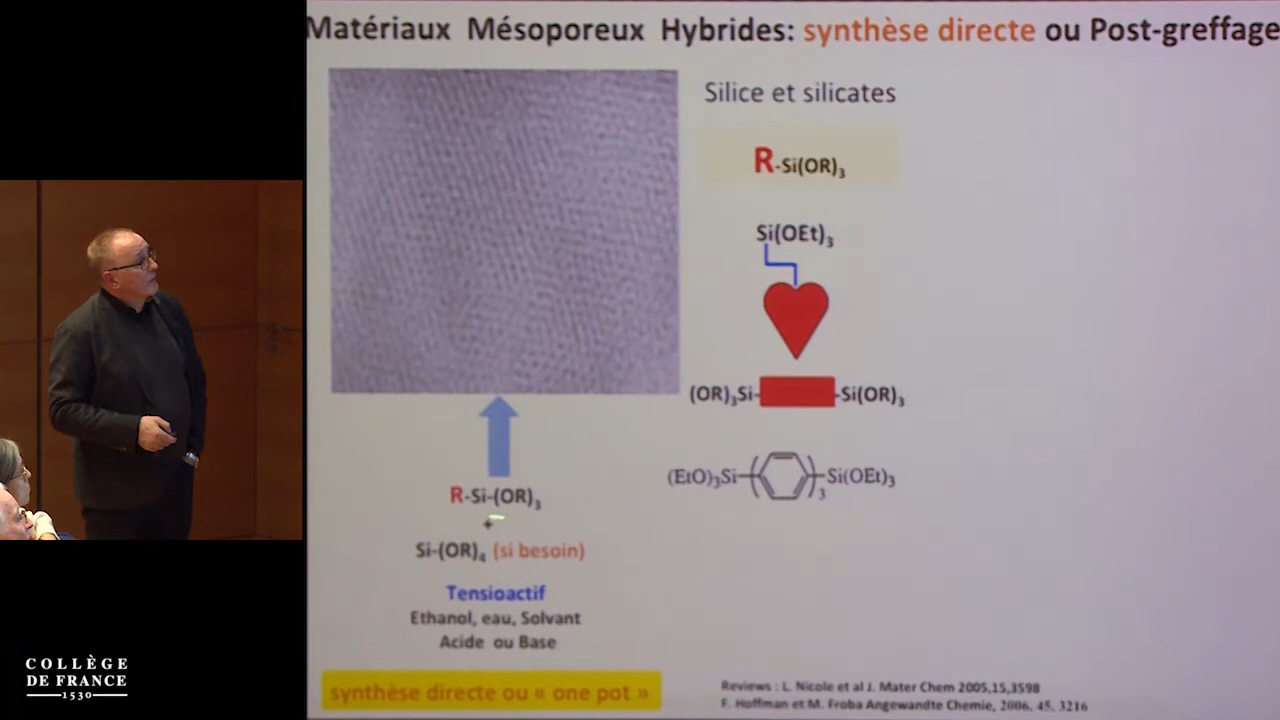 Matériaux Mésoporeux Hybrides: synthèse directe ou Post-greffage
Silice et silicates
R-Si(OR)3
Si(OEt)3
(OR)3Si- -Si(OR)3
(EtO)3Si-( )3-Si(OEt)3
R-Si-(OR)3
+
Si-(OR)4 (si besoin)
Tensioactif
Ethanol, eau, Solvant
Acide ou Base
synthèse directe ou « one pot »
Reviews : L. Nicole et al J. Mater Chem 2005,15,3598
F. Hoffman et M. Froba Angewandte Chemie, 2006, 45, 3216
COLLÈGE
DE FRANCE
1530